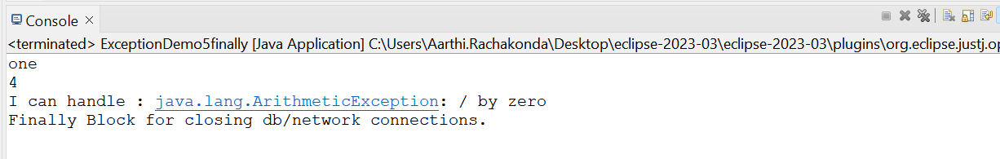 Console
<terminated> ExceptionDemo5finally [Java Application] C:\Users\Aarthi.Rachakonda\Desktop\eclipse-2023-03\eclipse-2023-03\plugins\org.eclipse.justj.op
one
4
I can handle : java.lang.ArithmeticException: / by zero
Finally Block for closing db/network connections.